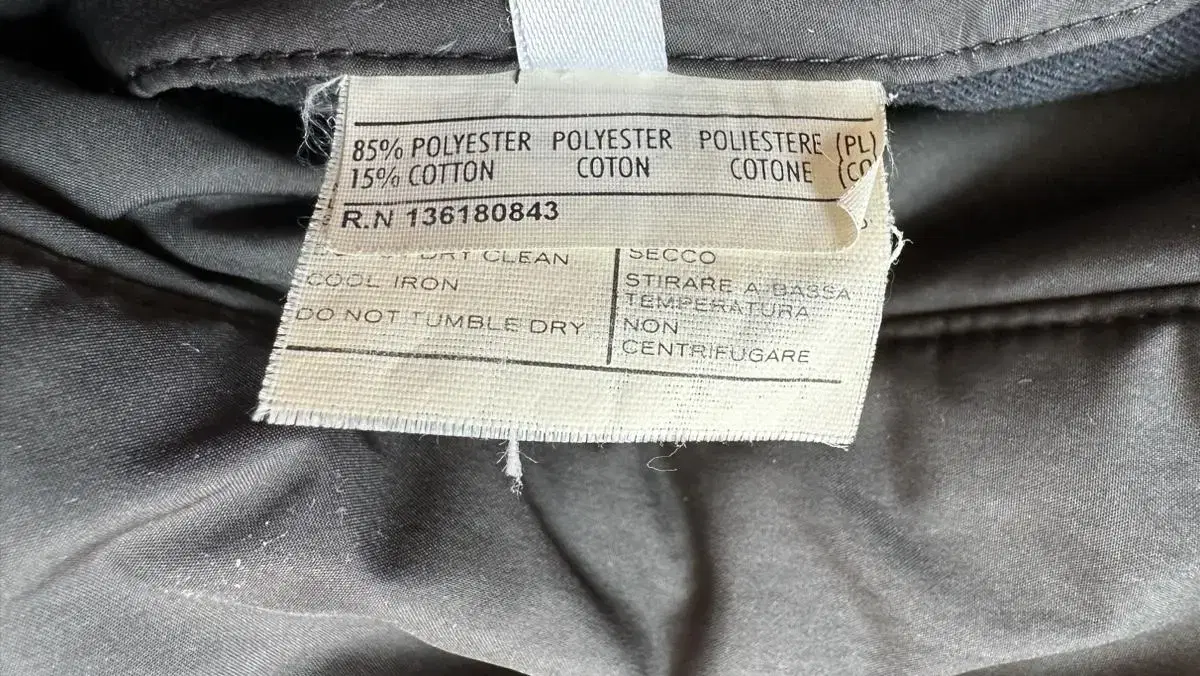 85% POLYESTER POLYESTER POLIESTERE (PL)
15% COTTON COTON COTONE (CO
R.N 136180843
DRY CLEAN
COOL IRON
DO NOT TUMBLE DRY
SECCO
STIRARE A BASSA
TEMPERATURA
NON
CENTRIFUGARE